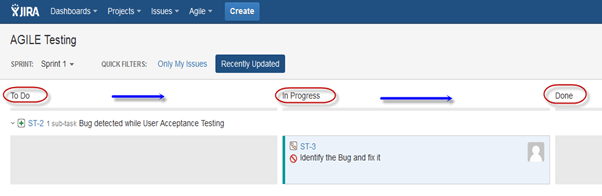 JIRA Dashboards Projects Issues Agile Create
AGILE Testing
SPRINT: Sprint 1 QUICK FILTERS: Only My Issues Recently Updated
To Do In Progress Done
ST-2 1 sub-task Bug detected while User Acceptance Testing
ST-3
Identify the Bug and fix it